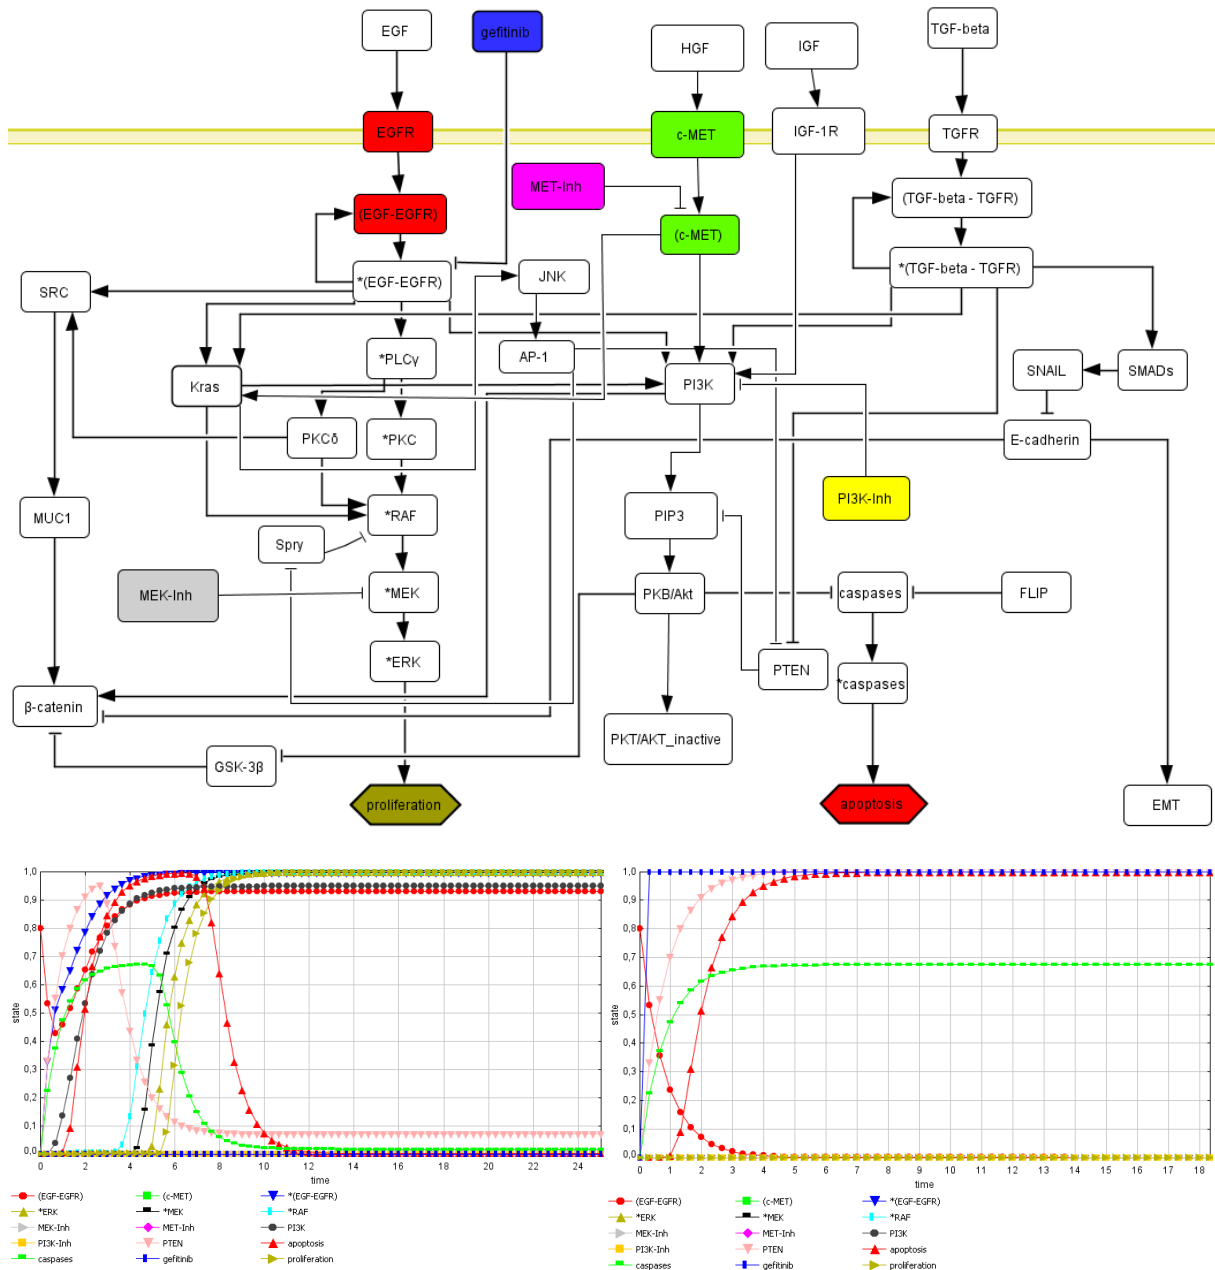 EGF
gefitinib
HGF
IGF
TGF-beta
EGFR
c-MET
IGF-1R
TGFR
MET-Inh
(EGF-EGFR)
(c-MET)
(TGF-beta - TGFR)
*(EGF-EGFR)
JNK
*(TGF-beta - TGFR)
SRC
*PLCγ
AP-1
Kras
PI3K
SNAIL
SMADs
PKCδ
*PKC
E-cadherin
MUC1
*RAF
PIP3
PI3K-Inh
Spry
MEK-Inh
*MEK
PKB/Akt
caspases
FLIP
*ERK
PTEN
*caspases
β-catenin
PKT/AKT_inactive
GSK-3β
proliferation
apoptosis
EMT
1,0
0,9
0,8
0,7
0,6
0,5
0,4
0,3
0,2
0,1
0,0
state
0 2 4 6 8 10 12 14 16 18 20 22 24
time
(EGF-EGFR) (c-MET) *(EGF-EGFR)
*ERK *MEK *RAF
MEK-Inh MET-Inh PI3K
PI3K-Inh PTEN apoptosis
caspases gefitinib proliferation
1,0
0,9
0,8
0,7
0,6
0,5
0,4
0,3
0,2
0,1
0,0
state
0 1 2 3 4 5 6 7 8 9 10 11 12 13 14 15 16 17 18
time
(EGF-EGFR) (c-MET) *(EGF-EGFR)
*ERK *MEK *RAF
MEK-Inh MET-Inh PI3K
PI3K-Inh PTEN apoptosis
caspases gefitinib proliferation